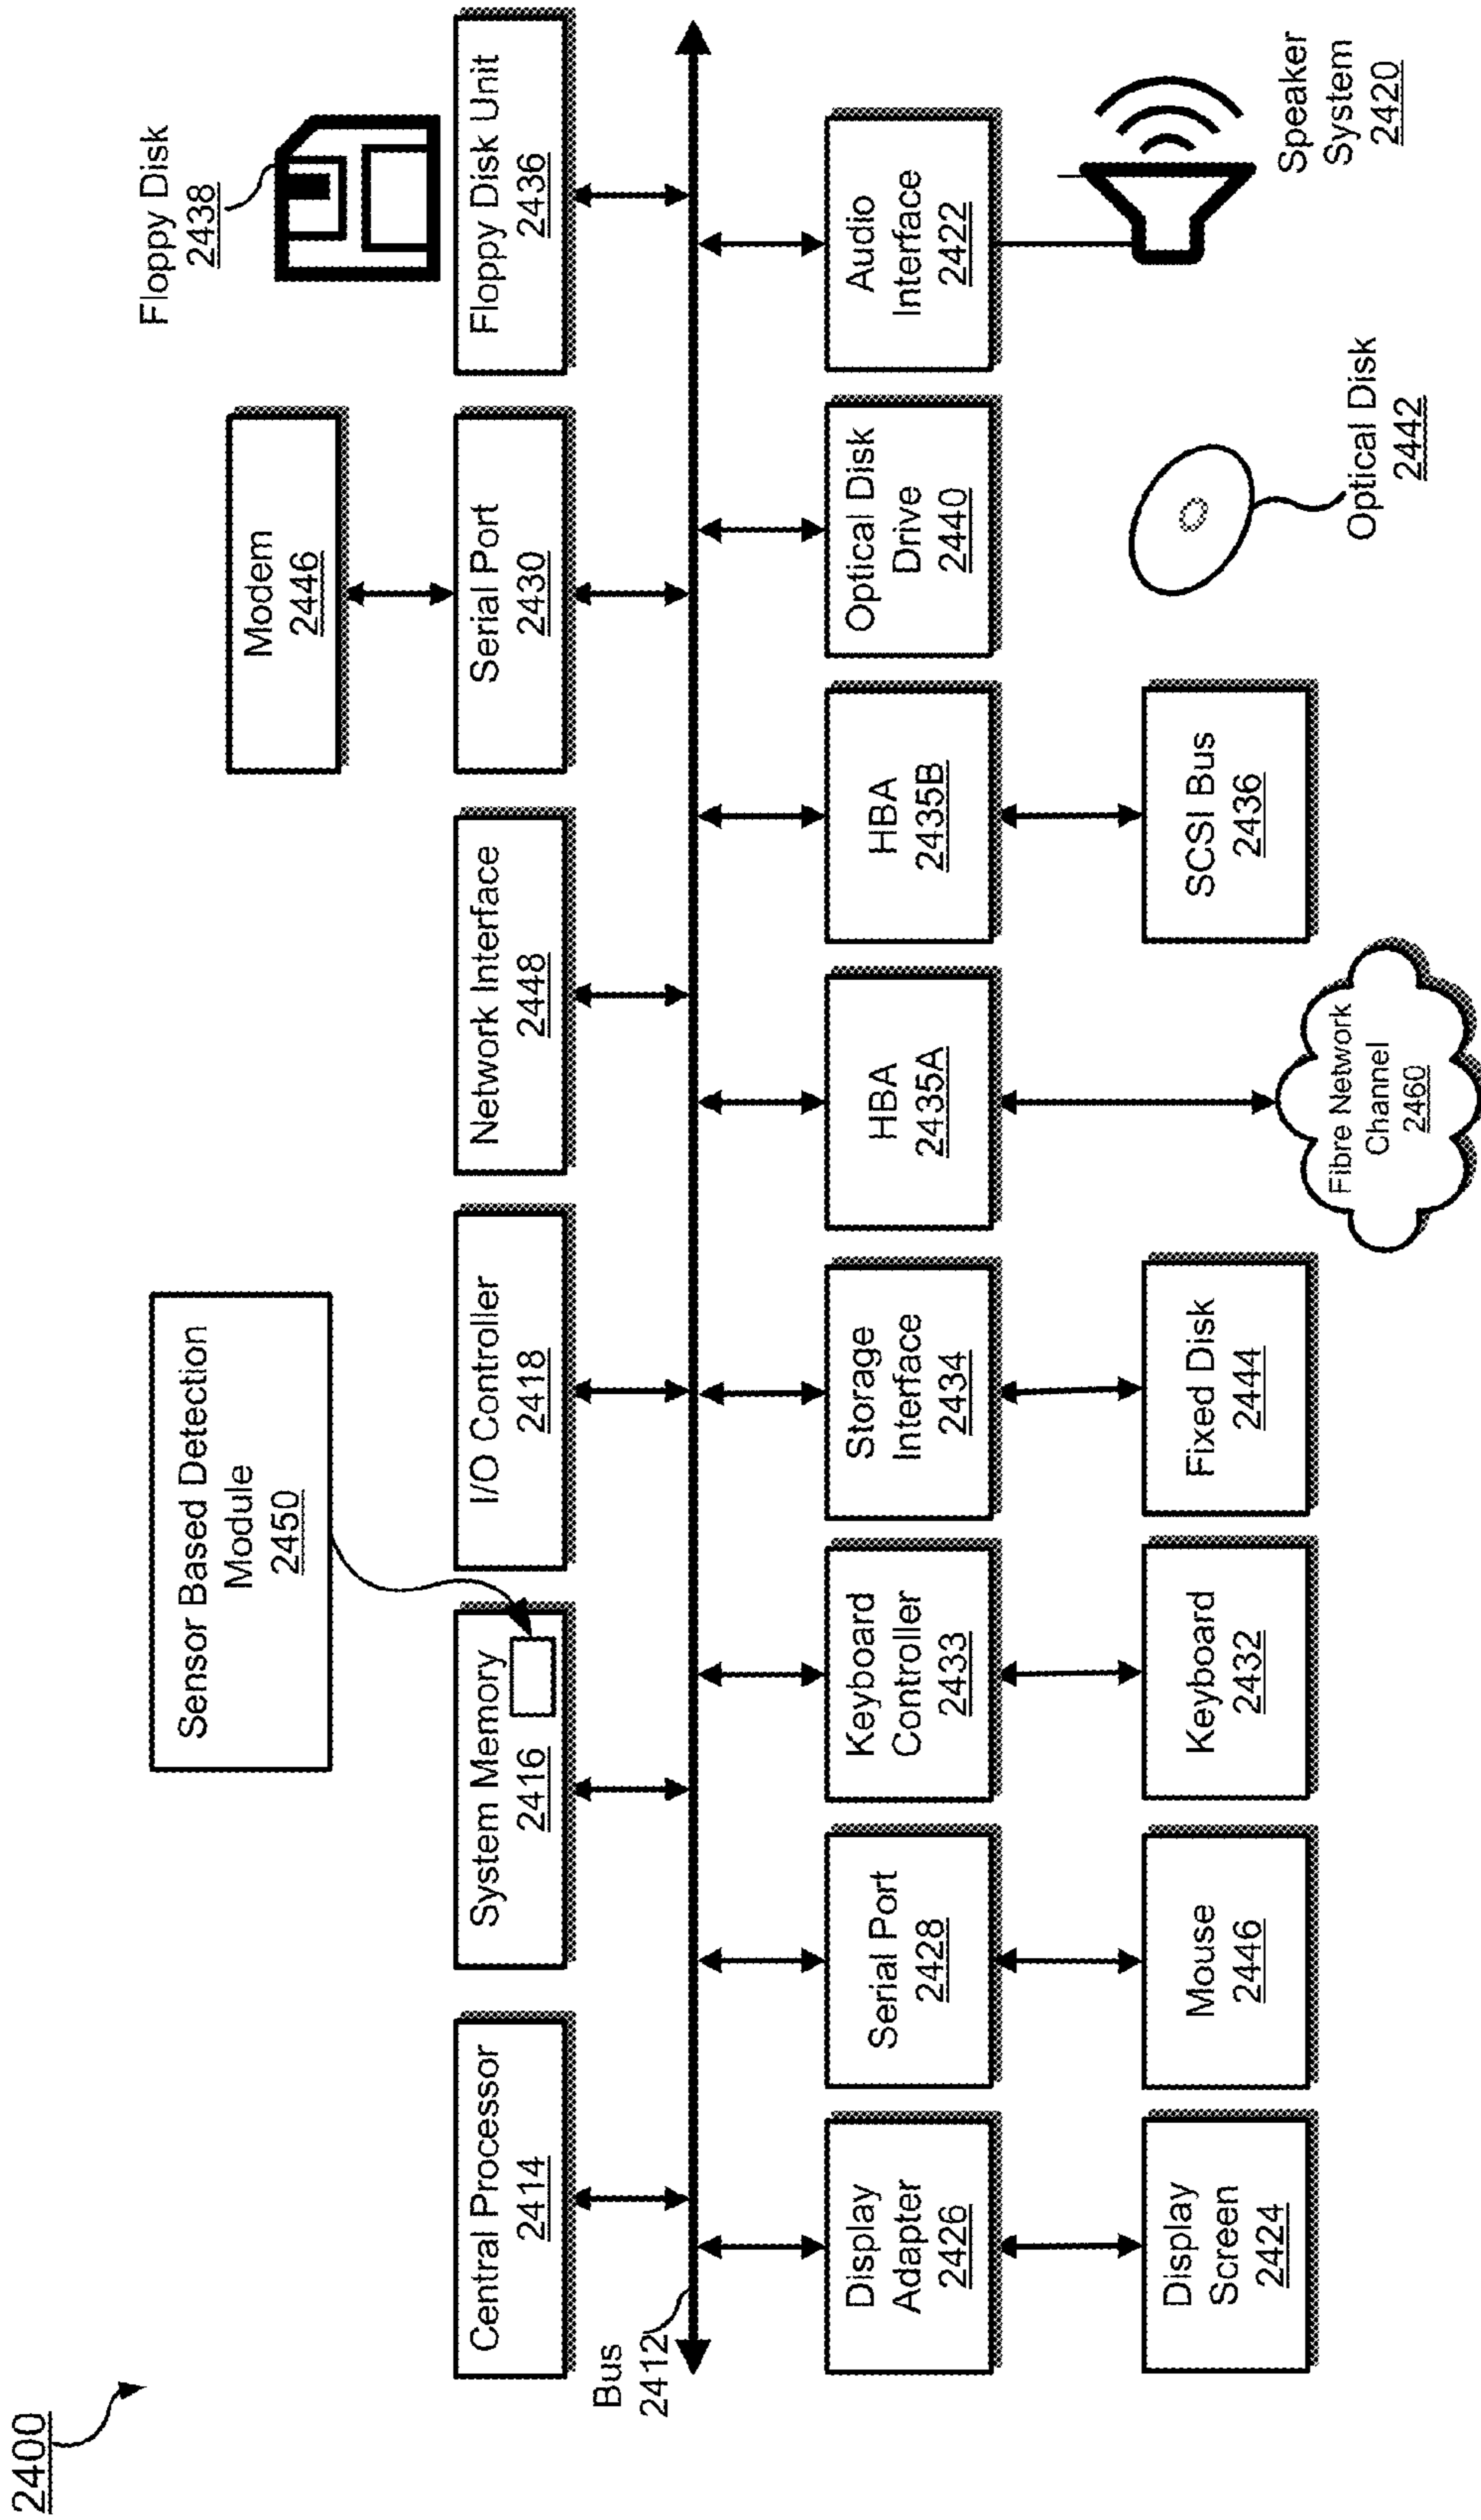 2400
Sensor Based Detection
Module
2450
Modem
2446
Floppy Disk
2438
Central Processor
2414
System Memory
2416
I/O Controller
2418
Network Interface
2448
Serial Port
2430
Floppy Disk Unit
2436
Bus
2412
Display
Adapter
2426
Serial Port
2428
Keyboard
Controller
2433
Storage
Interface
2434
HBA
2435A
HBA
2435B
Optical Disk
Drive
2440
Audio
Interface
2422
Display
Screen
2424
Mouse
2446
Keyboard
2432
Fixed Disk
2444
Fibre Network
Channel
2460
SCSI Bus
2436
Optical Disk
2442
Speaker
System
2420